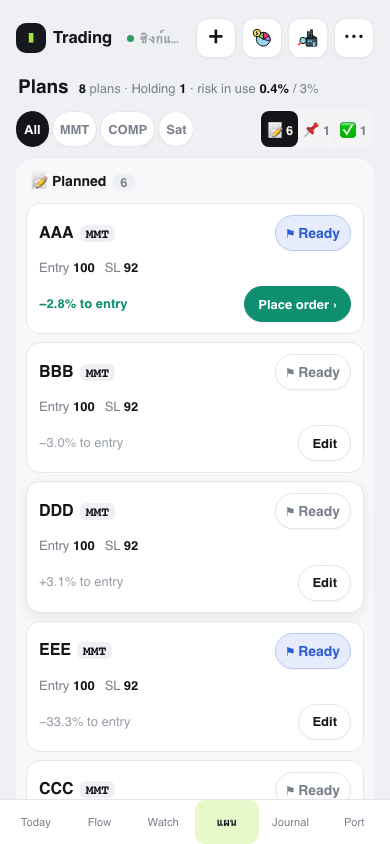 Trading ● ซิงก์แ...
Plans 8 plans · Holding 1 · risk in use 0.4% / 3%
All MMT COMP Sat 6 1 1
Planned 6
AAA MMT Ready
Entry 100 SL 92
−2.8% to entry Place order ›
BBB MMT Ready
Entry 100 SL 92
−3.0% to entry Edit
DDD MMT Ready
Entry 100 SL 92
+3.1% to entry Edit
EEE MMT Ready
Entry 100 SL 92
−33.3% to entry Edit
CCC MMT Ready
Today Flow Watch แผน Journal Port